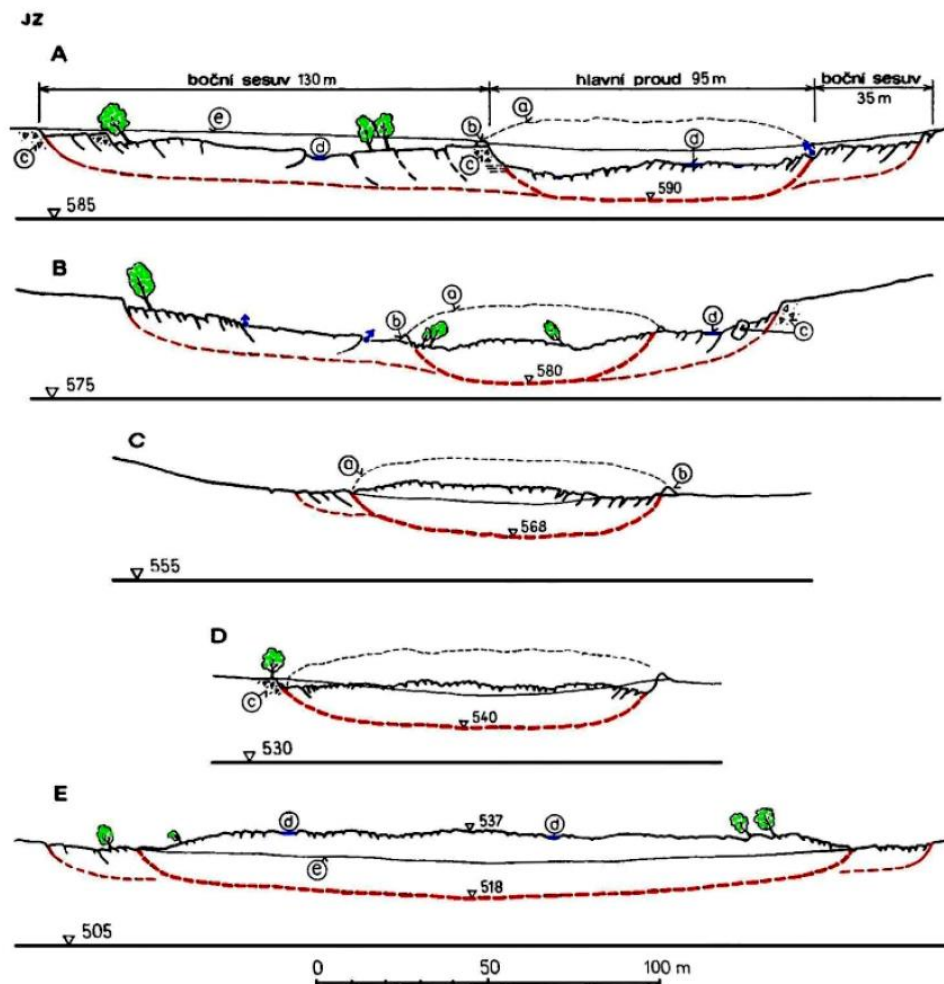 JZ
A
boční sesuv 130 m
hlavní proud 95 m
boční sesuv
35 m
a
e
b
d
c
d
c
590
585
B
a
b
d
c
580
575
C
a
b
568
555
D
c
540
530
E
d
537
d
e
518
505
0 50 100 m